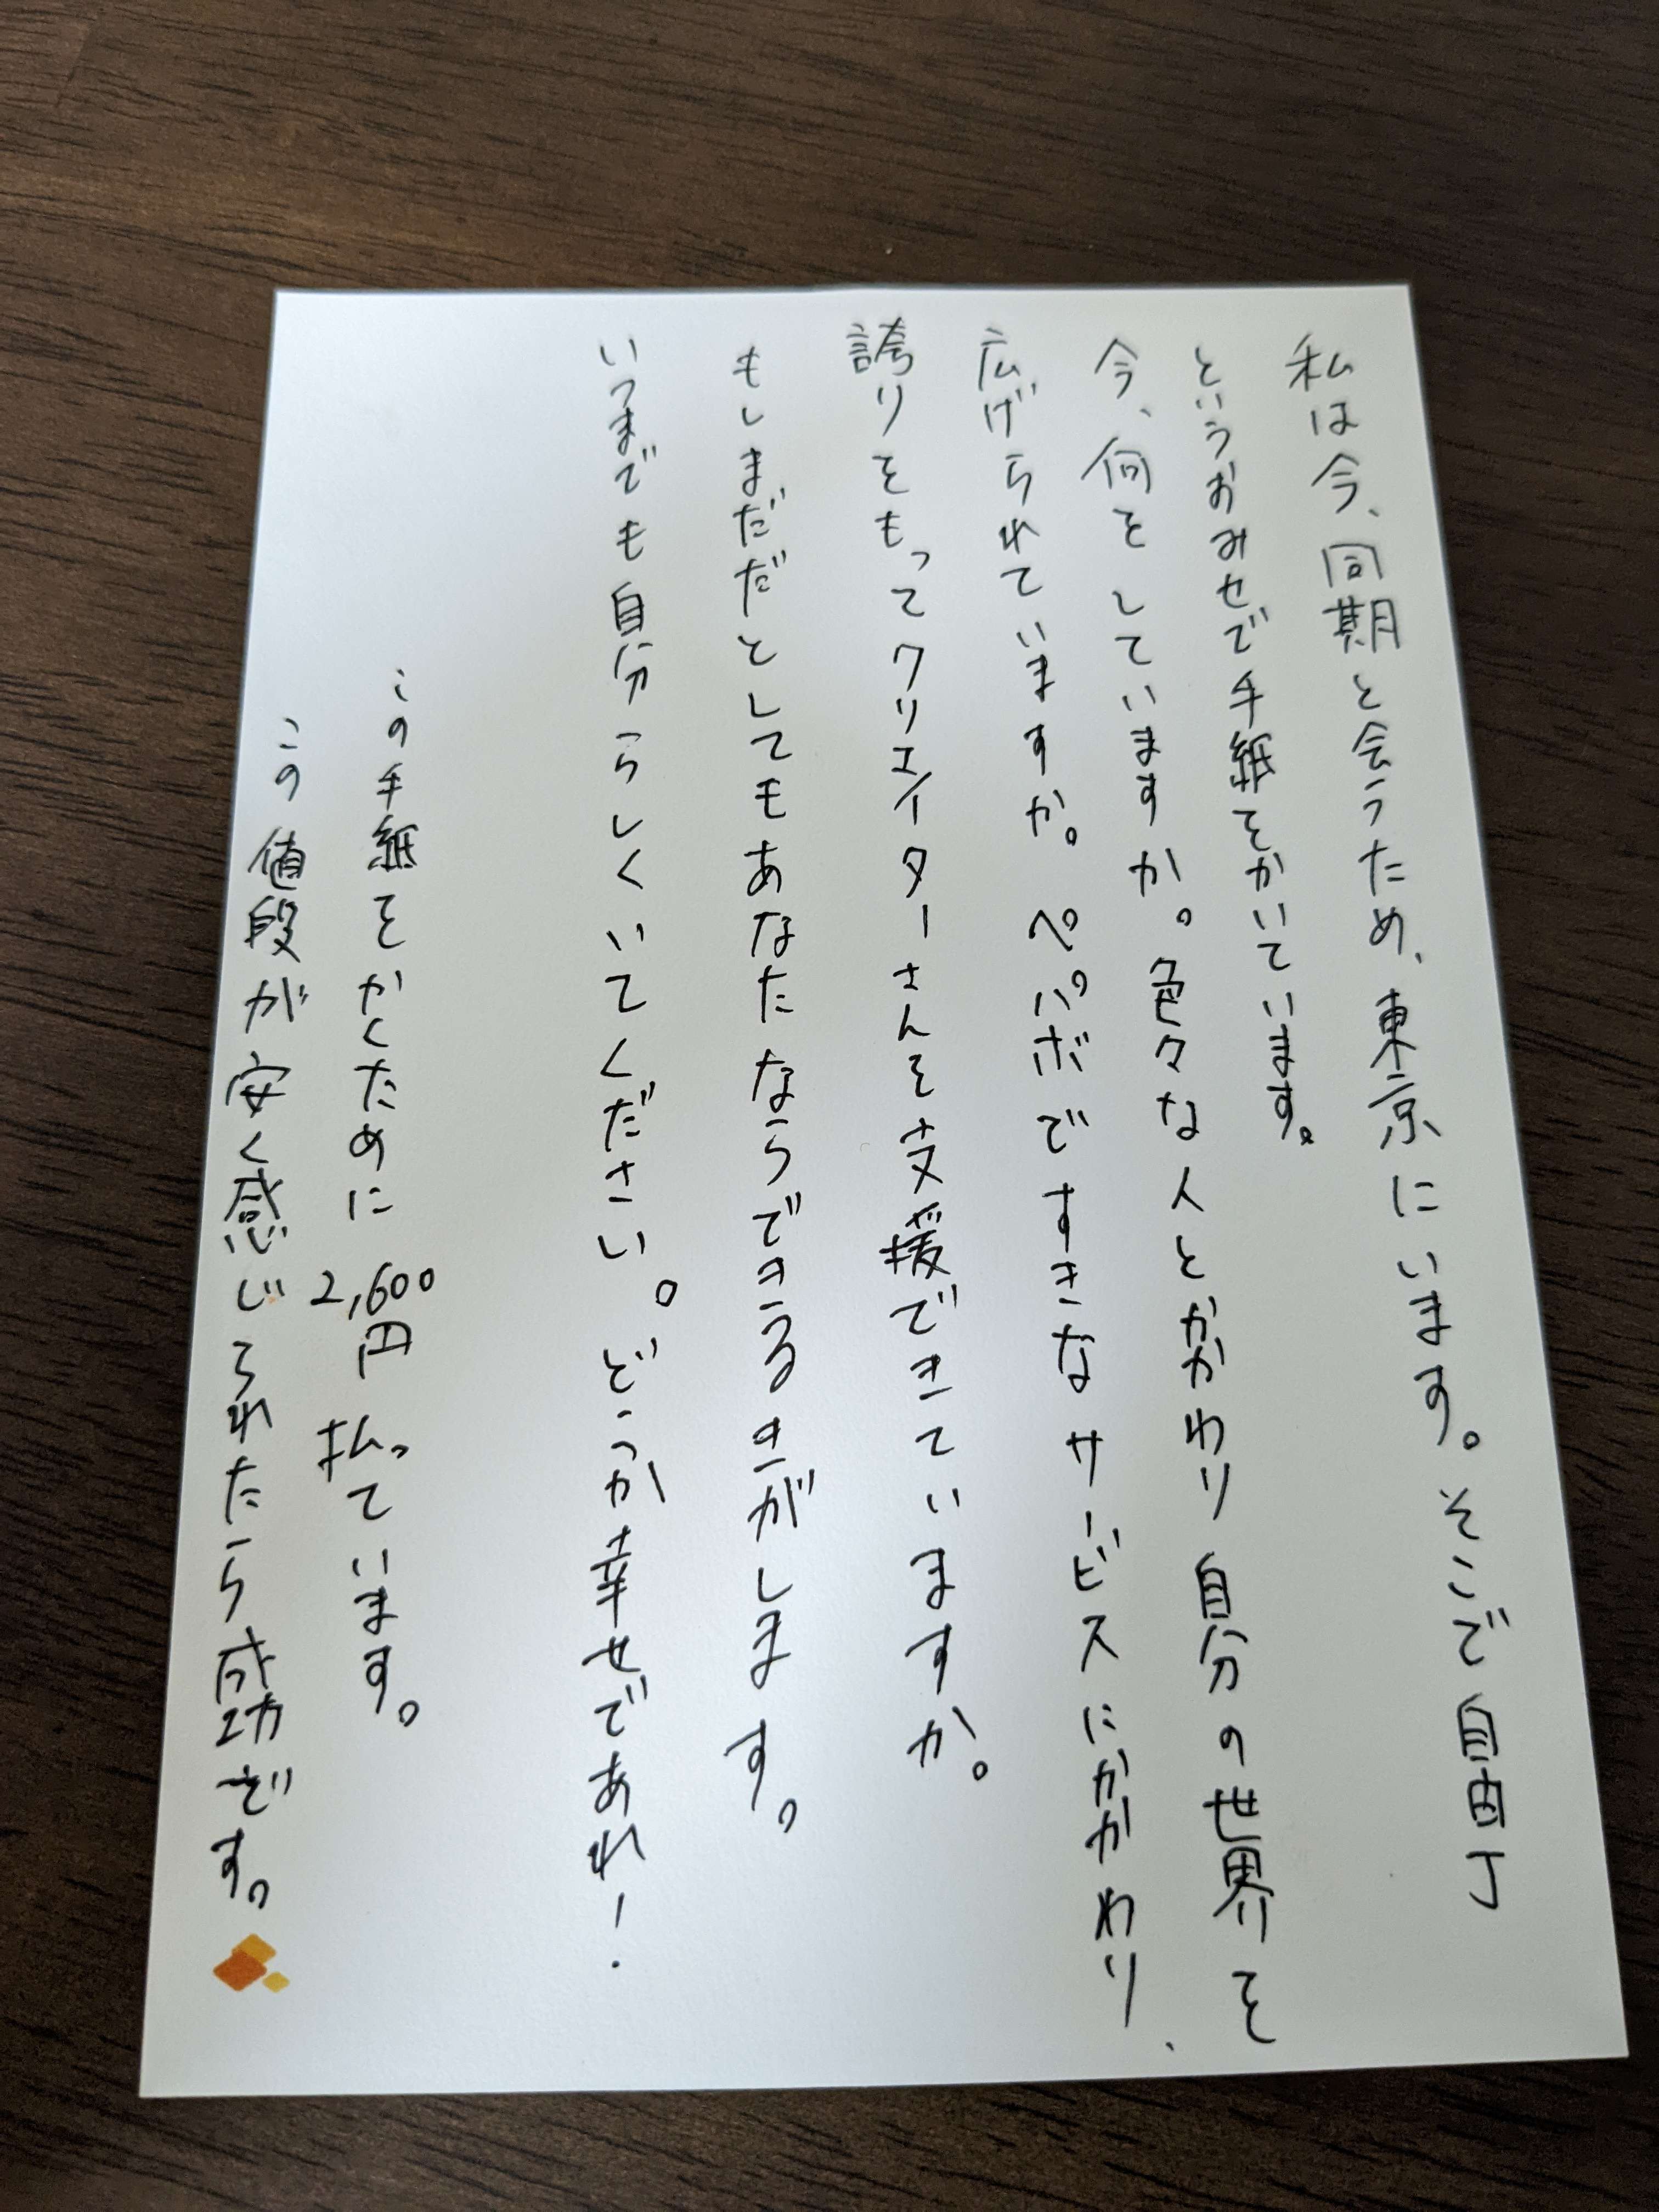 私は今、同期と会うため、東京にいます。そこで自由丁
というおみせで手紙をかいています。
今、何をしていますか。色々な人とかかわり自分の世界を
広げられていますか。ペパボですきなサービスにかかわり、
誇りをもってクリエイターさんを支援できていますか。
もしまだだとしてもあなたならできるきがします。
いつまでも自分らしくいてください。どうか幸せであれ!
この手紙をかくために2,600円払っています。
この値段が安く感じられたら成功です。